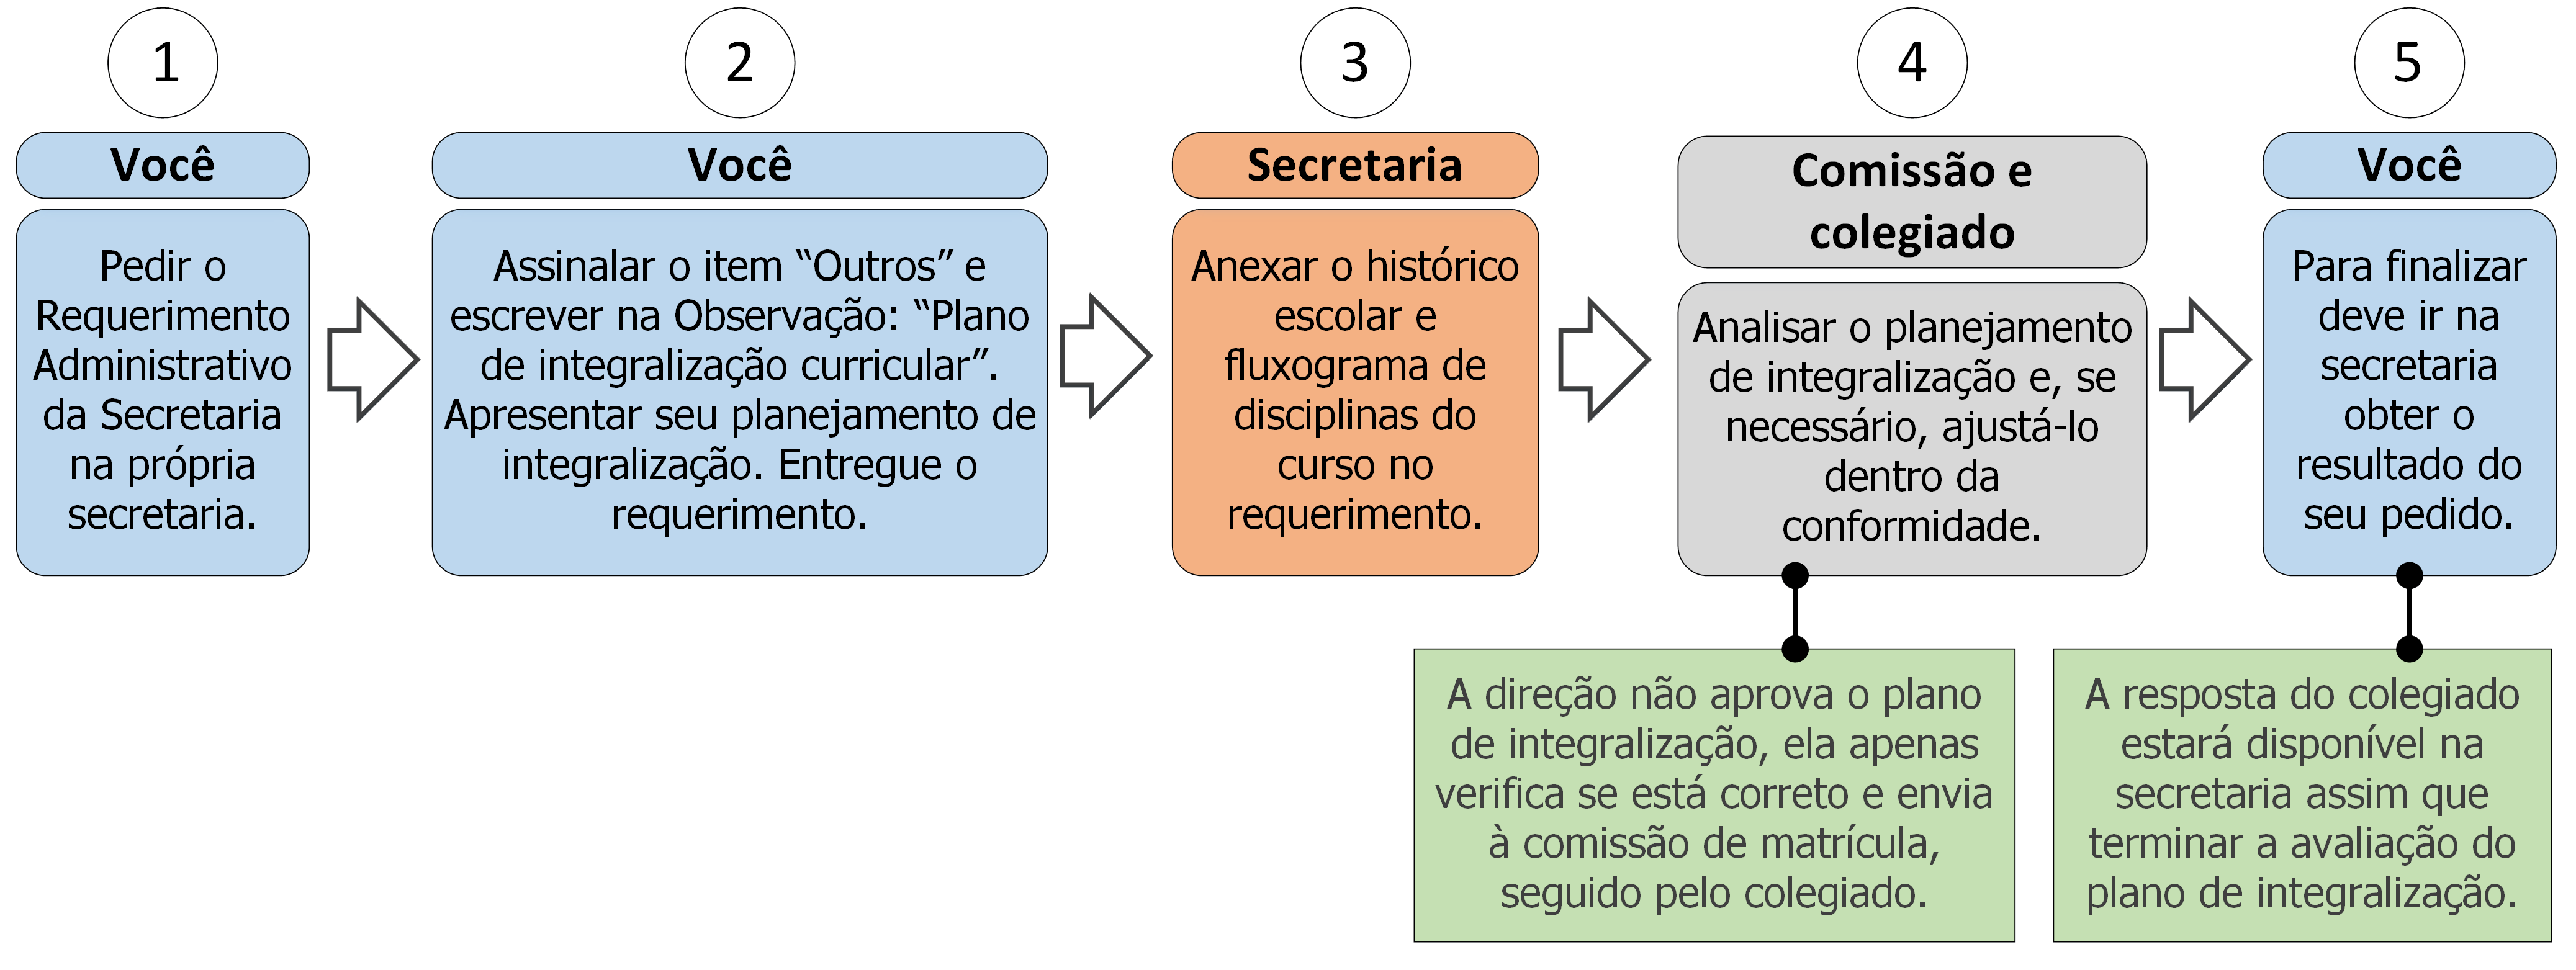 1
Você
Pedir o
Requerimento
Administrativo
da Secretaria
na própria
secretaria.
2
Você
Assinalar o item “Outros” e
escrever na Observação: “Plano
de integralização curricular”.
Apresentar seu planejamento de
integralização. Entregue o
requerimento.
3
Secretaria
Anexar o histórico
escolar e
fluxograma de
disciplinas do
curso no
requerimento.
4
Comissão e
colegiado
Analisar o planejamento
de integralização e, se
necessário, ajustá-lo
dentro da
conformidade.
A direção não aprova o plano
de integralização, ela apenas
verifica se está correto e envia
à comissão de matrícula,
seguido pelo colegiado.
5
Você
Para finalizar
deve ir na
secretaria
obter o
resultado do
seu pedido.
A resposta do colegiado
estará disponível na
secretaria assim que
terminar a avaliação do
plano de integralização.